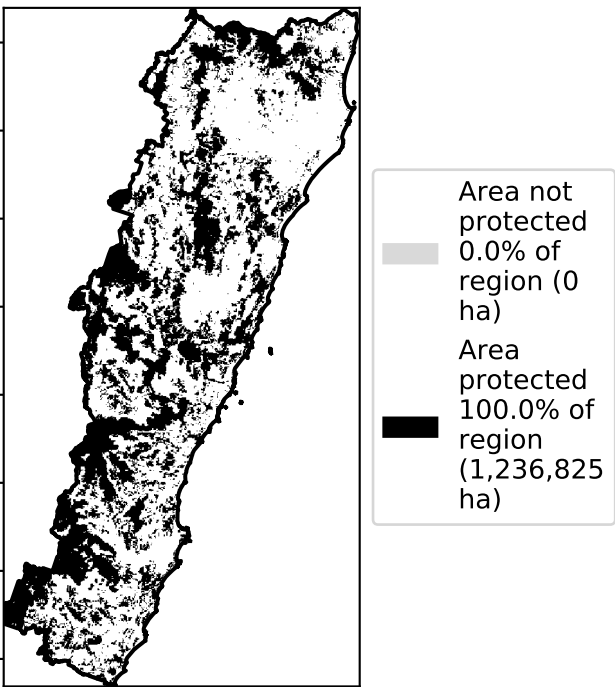 Area not
protected
0.0% of
region (0
ha)
Area
protected
100.0% of
region
(1,236,825
ha)